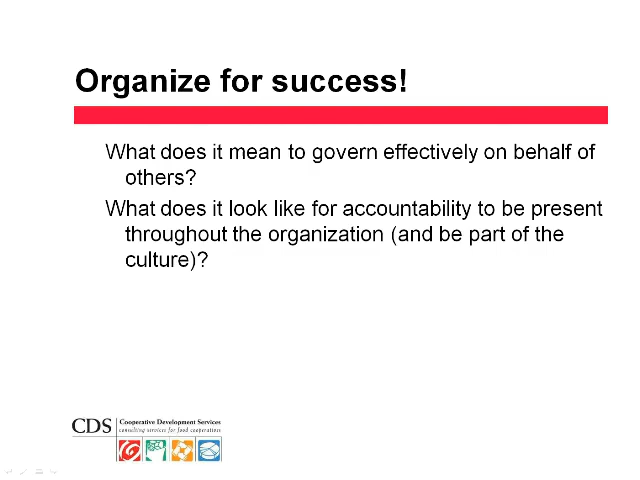 Organize for success!
What does it mean to govern effectively on behalf of
others?
What does it look like for accountability to be present
throughout the organization (and be part of the
culture)?
CDS
Cooperative Development Services
consulting services for food cooperatives